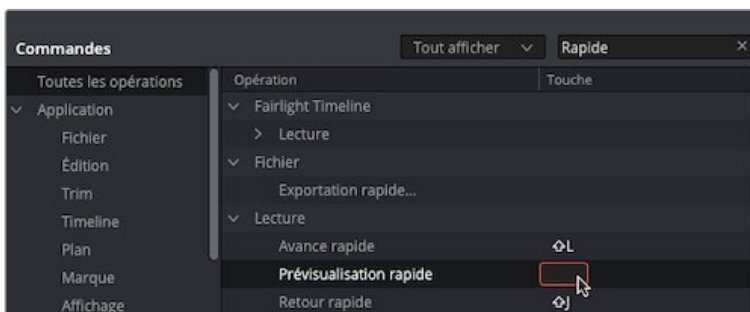 Commandes Tout afficher Rapide ×
Toutes les opérations Opération Touche
Application Fairlight Timeline
Fichier Lecture
Édition Fichier
Trim Exportation rapide...
Timeline Lecture
Plan Avance rapide ⇧L
Marque Prévisualisation rapide
Affichage Retour rapide ⇧J